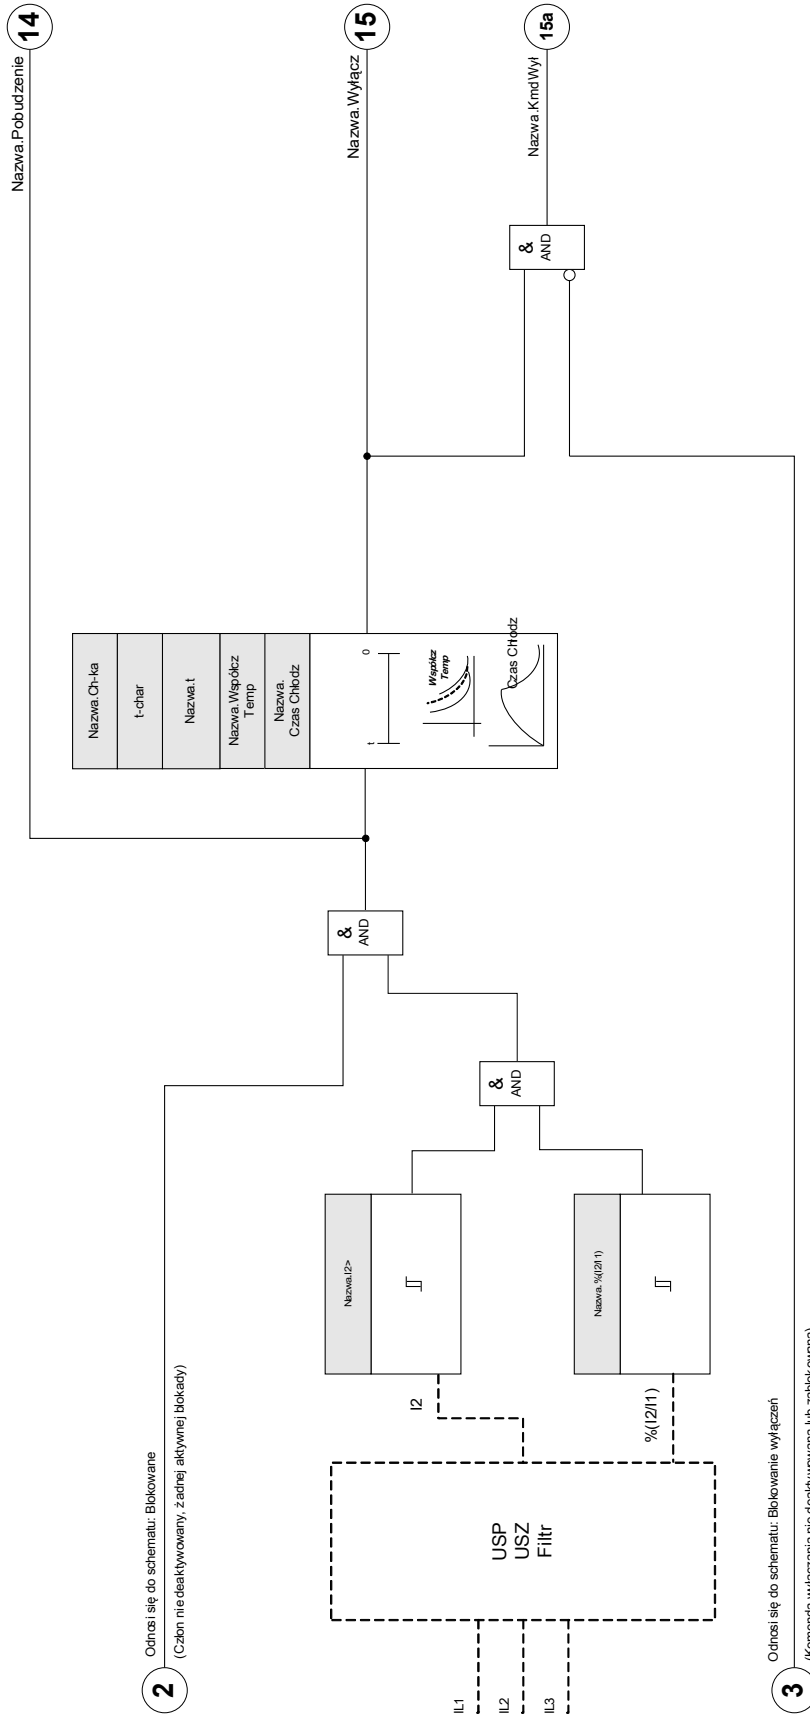 2
Odnosi się do schematu: Blokowane
(Człon nie deaktywowany, żadnej aktywnej blokady)
IL1
IL2
IL3
USP
USZ
Filtr
I2
%(I2/I1)
Nazwa.I2>
Nazwa.%(I2/I1)
&
AND
&
AND
Nazwa.Ch-ka
t-char
Nazwa.t
Nazwa.Współcz
Temp
Nazwa.
Czas Chłodz
t
0
Współcz
Temp
Czas Chłodz
&
AND
Nazwa.Pobudzenie
14
Nazwa.Wyłącz
15
Nazwa.KmdWył
15a
3
Odnosi się do schematu: Blokowanie wyłączeń